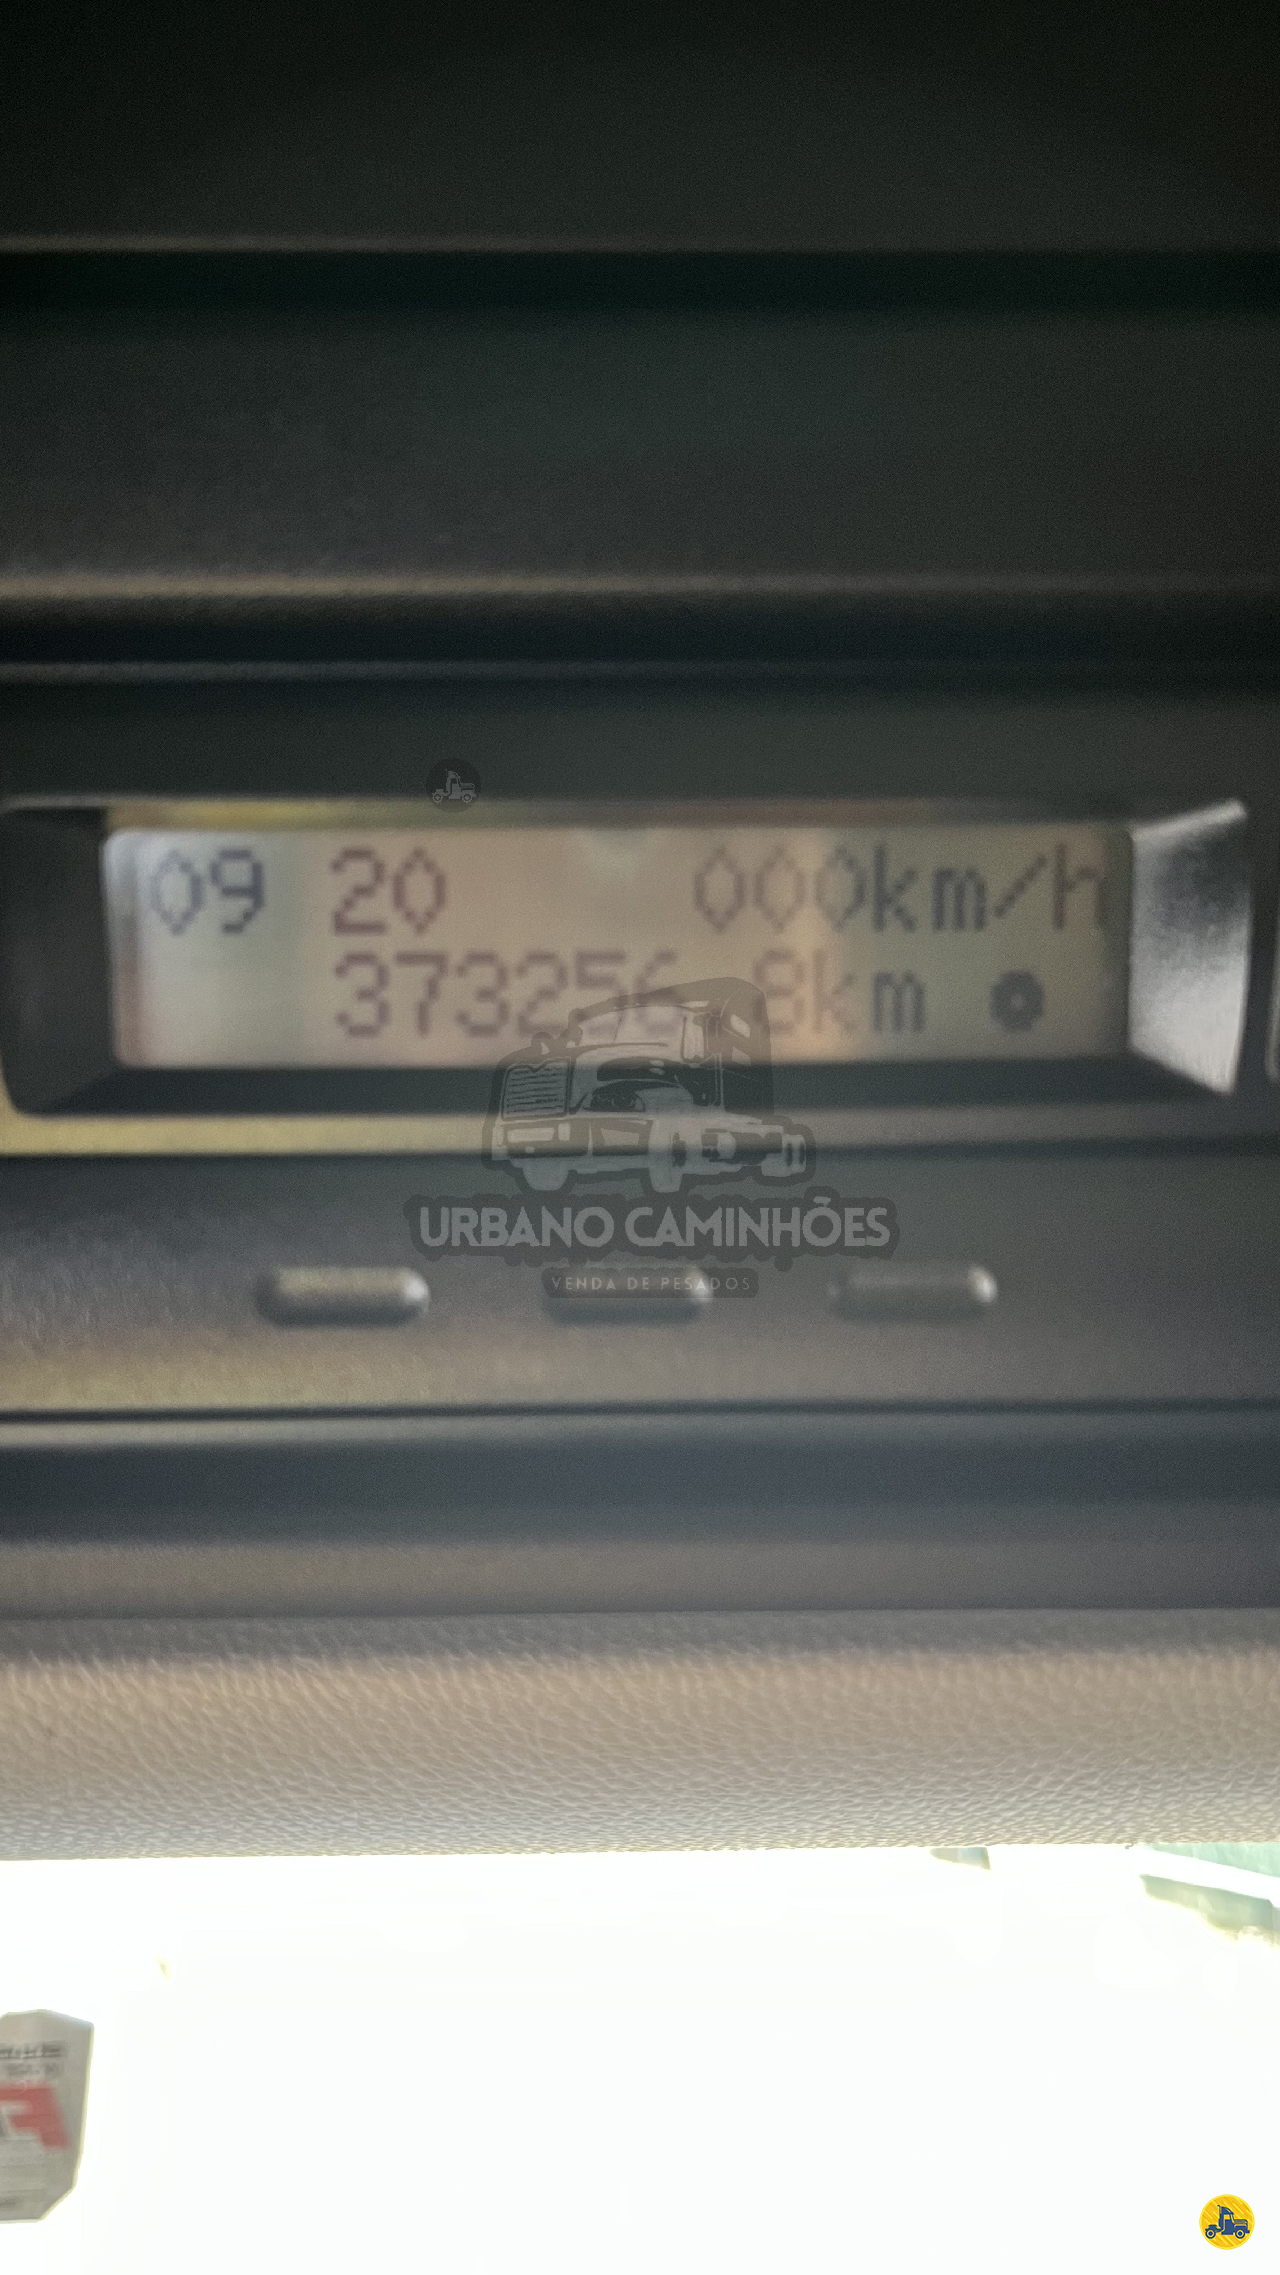 09 20 000km/h
373256.8km
URBANO CAMINHÕES
VENDA DE PESADOS